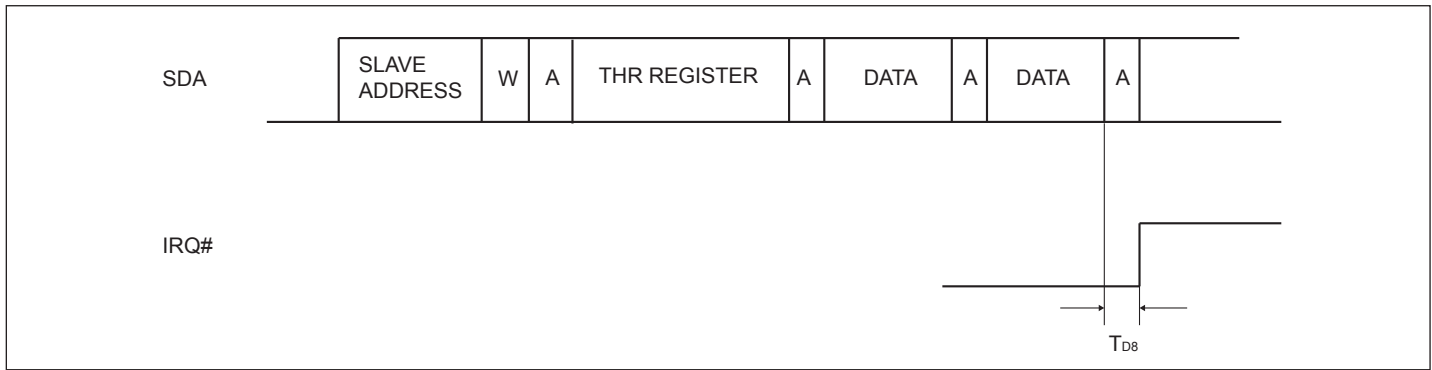 SDA
SLAVE
ADDRESS
W
A
THR REGISTER
A
DATA
A
DATA
A
IRQ#
TD8